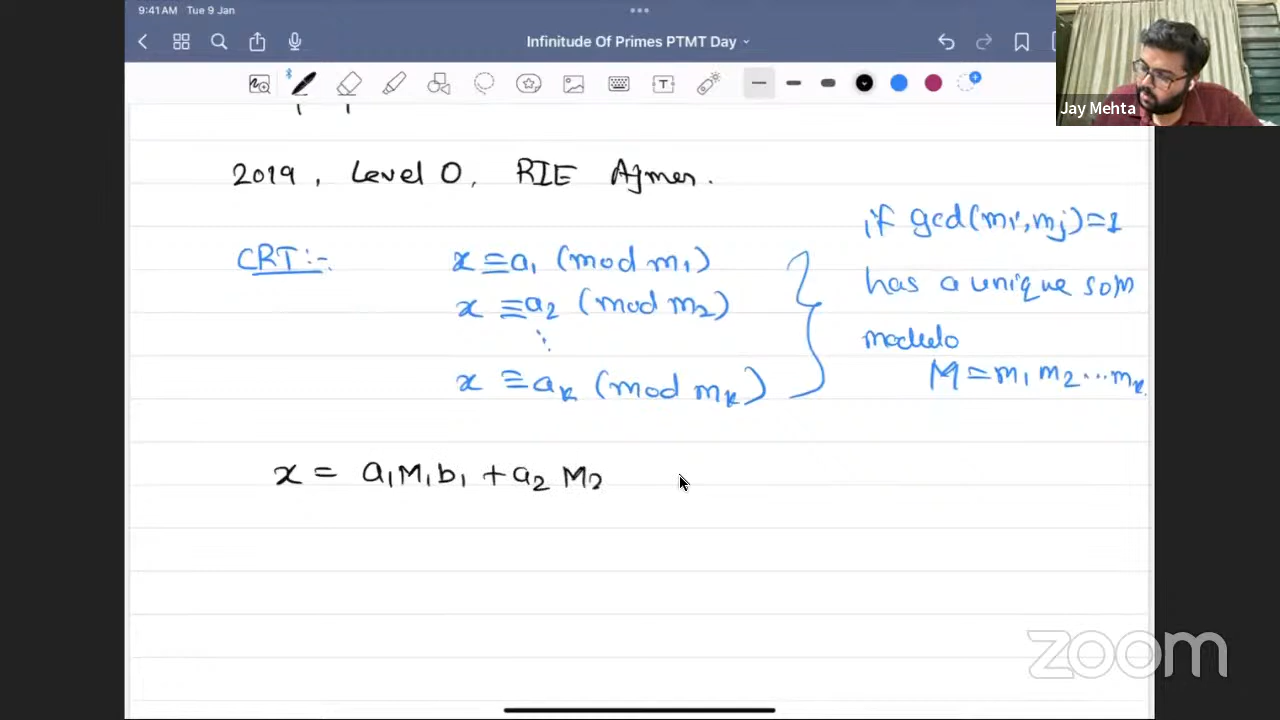 9:41 AM Tue 9 Jan
Infinitude Of Primes PTMT Day
Jay Mehta
2019, Level 0, RIE Ajmer.
CRT:-
x ≡ a₁ (mod m₁)
x ≡ a₂ (mod m₂)
⋮
x ≡ aₖ (mod mₖ)
if gcd(mi, mj) = 1
has a unique soln
modulo
M = m₁ m₂ ⋯ mₖ
x = a₁M₁b₁ + a₂ M₂
zoom